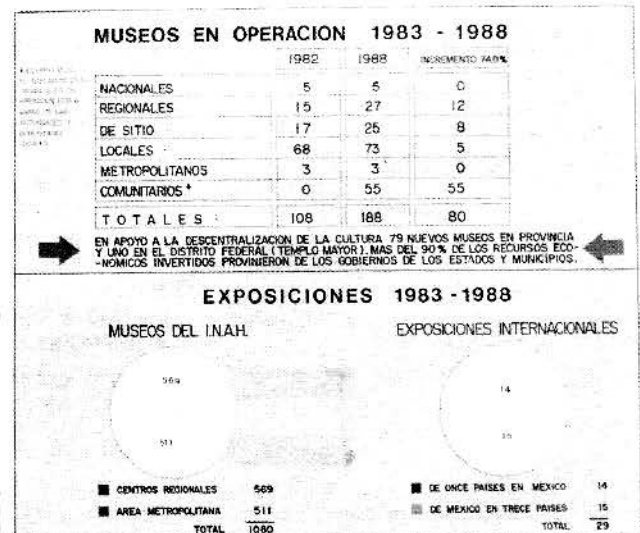 MUSEOS EN OPERACION 1983 - 1988
1982 1988 INCREMENTO 74.0%
NACIONALES 5 5 0
REGIONALES 15 27 12
DE SITIO 17 25 8
LOCALES 68 73 5
METROPOLITANOS 3 3 0
COMUNITARIOS * 0 55 55
TOTALES 108 188 80
EN APOYO A LA DESCENTRALIZACION DE LA CULTURA 79 NUEVOS MUSEOS EN PROVINCIA
Y UNO EN EL DISTRITO FEDERAL (TEMPLO MAYOR). MAS DEL 90% DE LOS RECURSOS ECO-
-NOMICOS INVERTIDOS PROVINIERON DE LOS GOBIERNOS DE LOS ESTADOS Y MUNICIPIOS.
EXPOSICIONES 1983 - 1988
MUSEOS DEL I.N.A.H.
569
511
CENTROS REGIONALES 569
AREA METROPOLITANA 511
TOTAL 1080
EXPOSICIONES INTERNACIONALES
14
15
DE ONCE PAISES EN MEXICO 14
DE MEXICO EN TRECE PAISES 15
TOTAL 29